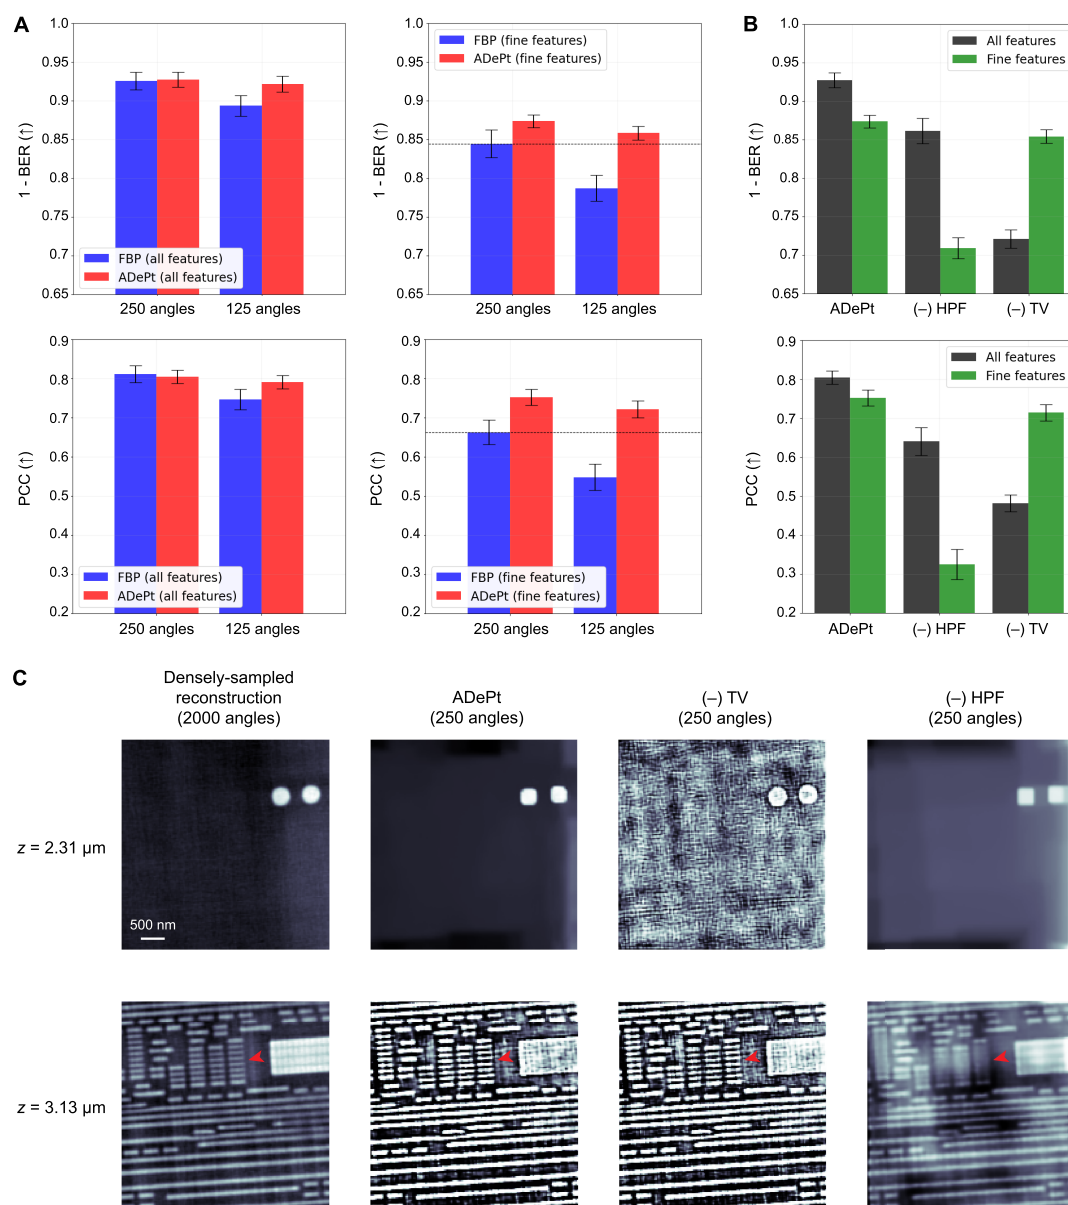 A
1.0
0.95
0.9
0.85
0.8
0.75
0.7
0.65
1 - BER (↑)
FBP (all features)
ADePt (all features)
250 angles
125 angles
1.0
0.95
0.9
0.85
0.8
0.75
0.7
0.65
1 - BER (↑)
FBP (fine features)
ADePt (fine features)
250 angles
125 angles
B
1.0
0.95
0.9
0.85
0.8
0.75
0.7
0.65
1 - BER (↑)
All features
Fine features
ADePt
(–) HPF
(–) TV
0.9
0.8
0.7
0.6
0.5
0.4
0.3
0.2
PCC (↑)
FBP (all features)
ADePt (all features)
250 angles
125 angles
0.9
0.8
0.7
0.6
0.5
0.4
0.3
0.2
PCC (↑)
FBP (fine features)
ADePt (fine features)
250 angles
125 angles
0.9
0.8
0.7
0.6
0.5
0.4
0.3
0.2
PCC (↑)
All features
Fine features
ADePt
(–) HPF
(–) TV
C
Densely-sampled
reconstruction
(2000 angles)
ADePt
(250 angles)
(–) TV
(250 angles)
(–) HPF
(250 angles)
z = 2.31 µm
500 nm
z = 3.13 µm